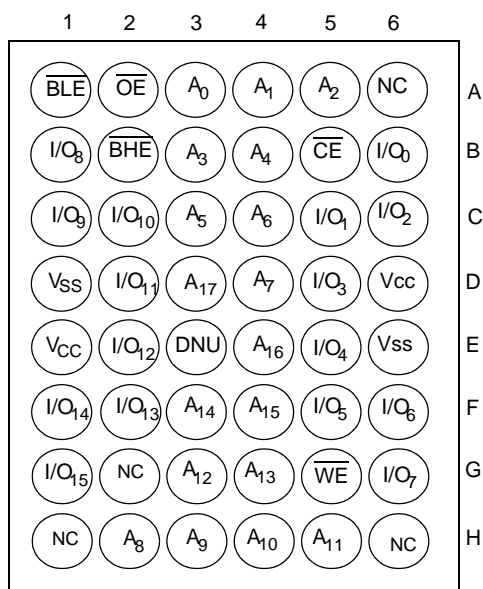 1 2 3 4 5 6
BLE OE A0 A1 A2 NC A
I/O8 BHE A3 A4 CE I/O0 B
I/O9 I/O10 A5 A6 I/O1 I/O2 C
VSS I/O11 A17 A7 I/O3 Vcc D
VCC I/O12 DNU A16 I/O4 Vss E
I/O14 I/O13 A14 A15 I/O5 I/O6 F
I/O15 NC A12 A13 WE I/O7 G
NC A8 A9 A10 A11 NC H